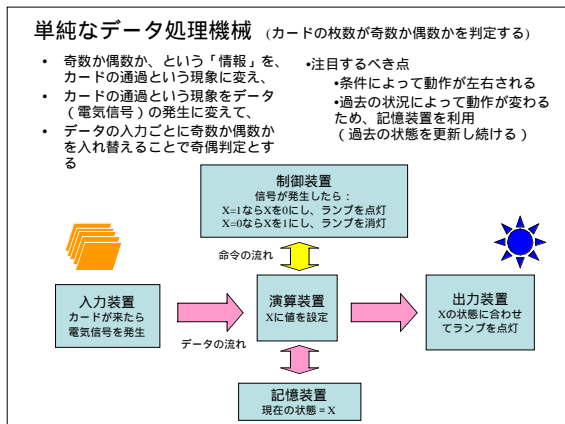 単純なデータ処理機械 （カードの枚数が奇数か偶数かを判定する）
• 奇数か偶数か、という「情報」を、
カードの通過という現象に変え、
• カードの通過という現象をデータ
（電気信号）の発生に変えて、
• データの入力ごとに奇数か偶数か
を入れ替えることで奇偶判定とす
る
•注目するべき点
•条件によって動作が左右される
•過去の状況によって動作が変わる
ため、記憶装置を利用
（過去の状態を更新し続ける）
制御装置
信号が発生したら：
X=1ならXを0にし、ランプを点灯
X=0ならXを1にし、ランプを消灯
命令の流れ
入力装置
カードが来たら
電気信号を発生
データの流れ
演算装置
Xに値を設定
出力装置
Xの状態に合わせ
てランプを点灯
記憶装置
現在の状態 = X